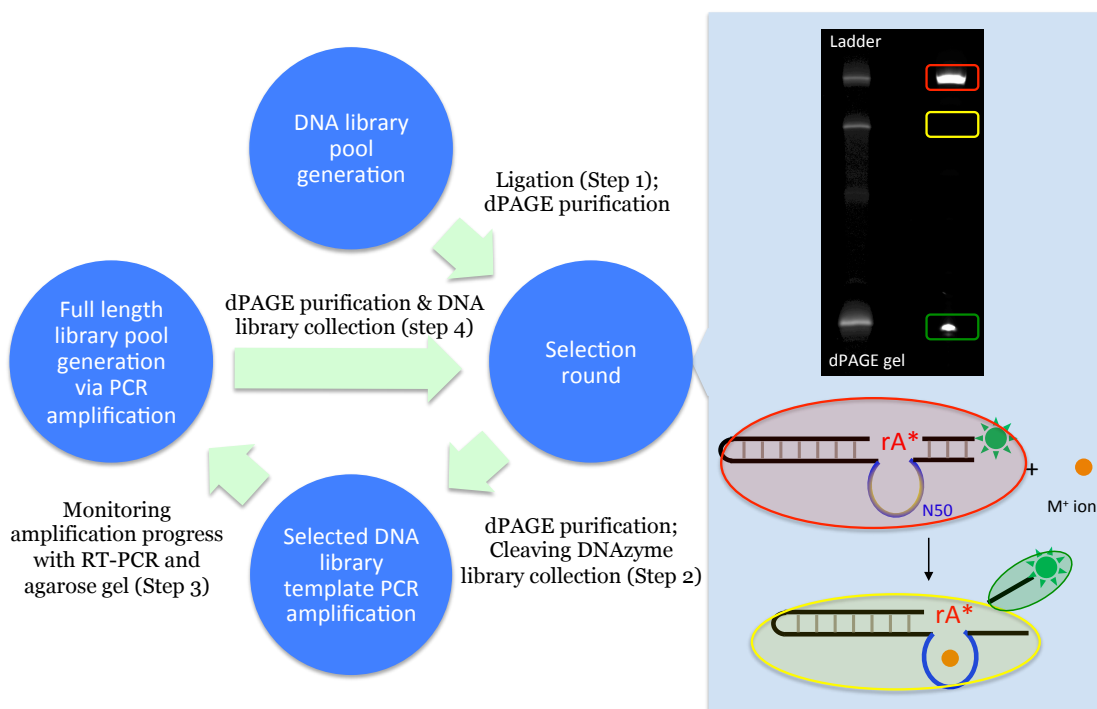 DNA library
pool
generation
Ligation (Step 1);
dPAGE purification
Full length
library pool
generation
via PCR
amplification
dPAGE purification & DNA
library collection (step 4)
Selection
round
Monitoring
amplification progress
with RT-PCR and
agarose gel (Step 3)
Selected DNA
library
template PCR
amplification
dPAGE purification;
Cleaving DNAzyme
library collection (Step 2)
Ladder
dPAGE gel
rA*
N50
+
M⁺ ion
rA*